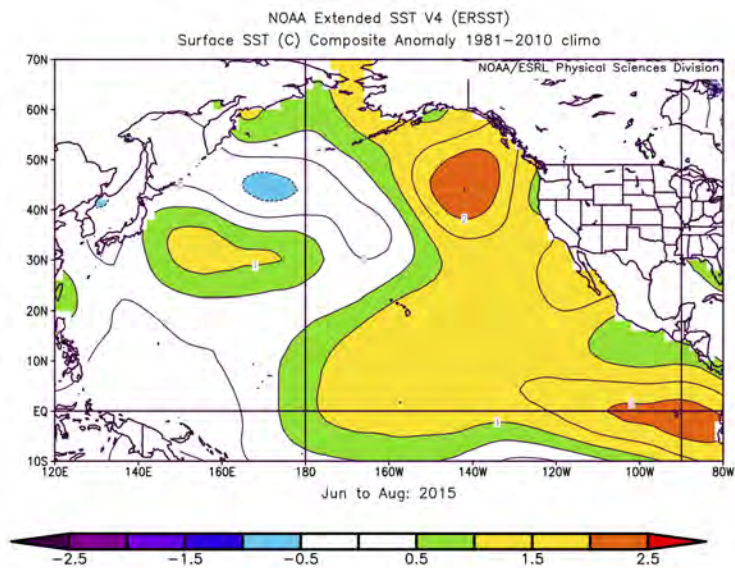 NOAA Extended SST V4 (ERSST)
Surface SST (C) Composite Anomaly 1981-2010 climo
NOAA/ESRL Physical Sciences Division
70N
60N
50N
40N
30N
20N
10N
EQ
10S
120E 140E 160E 180 160W 140W 120W 100W 80W
Jun to Aug: 2015
-2.5 -1.5 -0.5 0.5 1.5 2.5